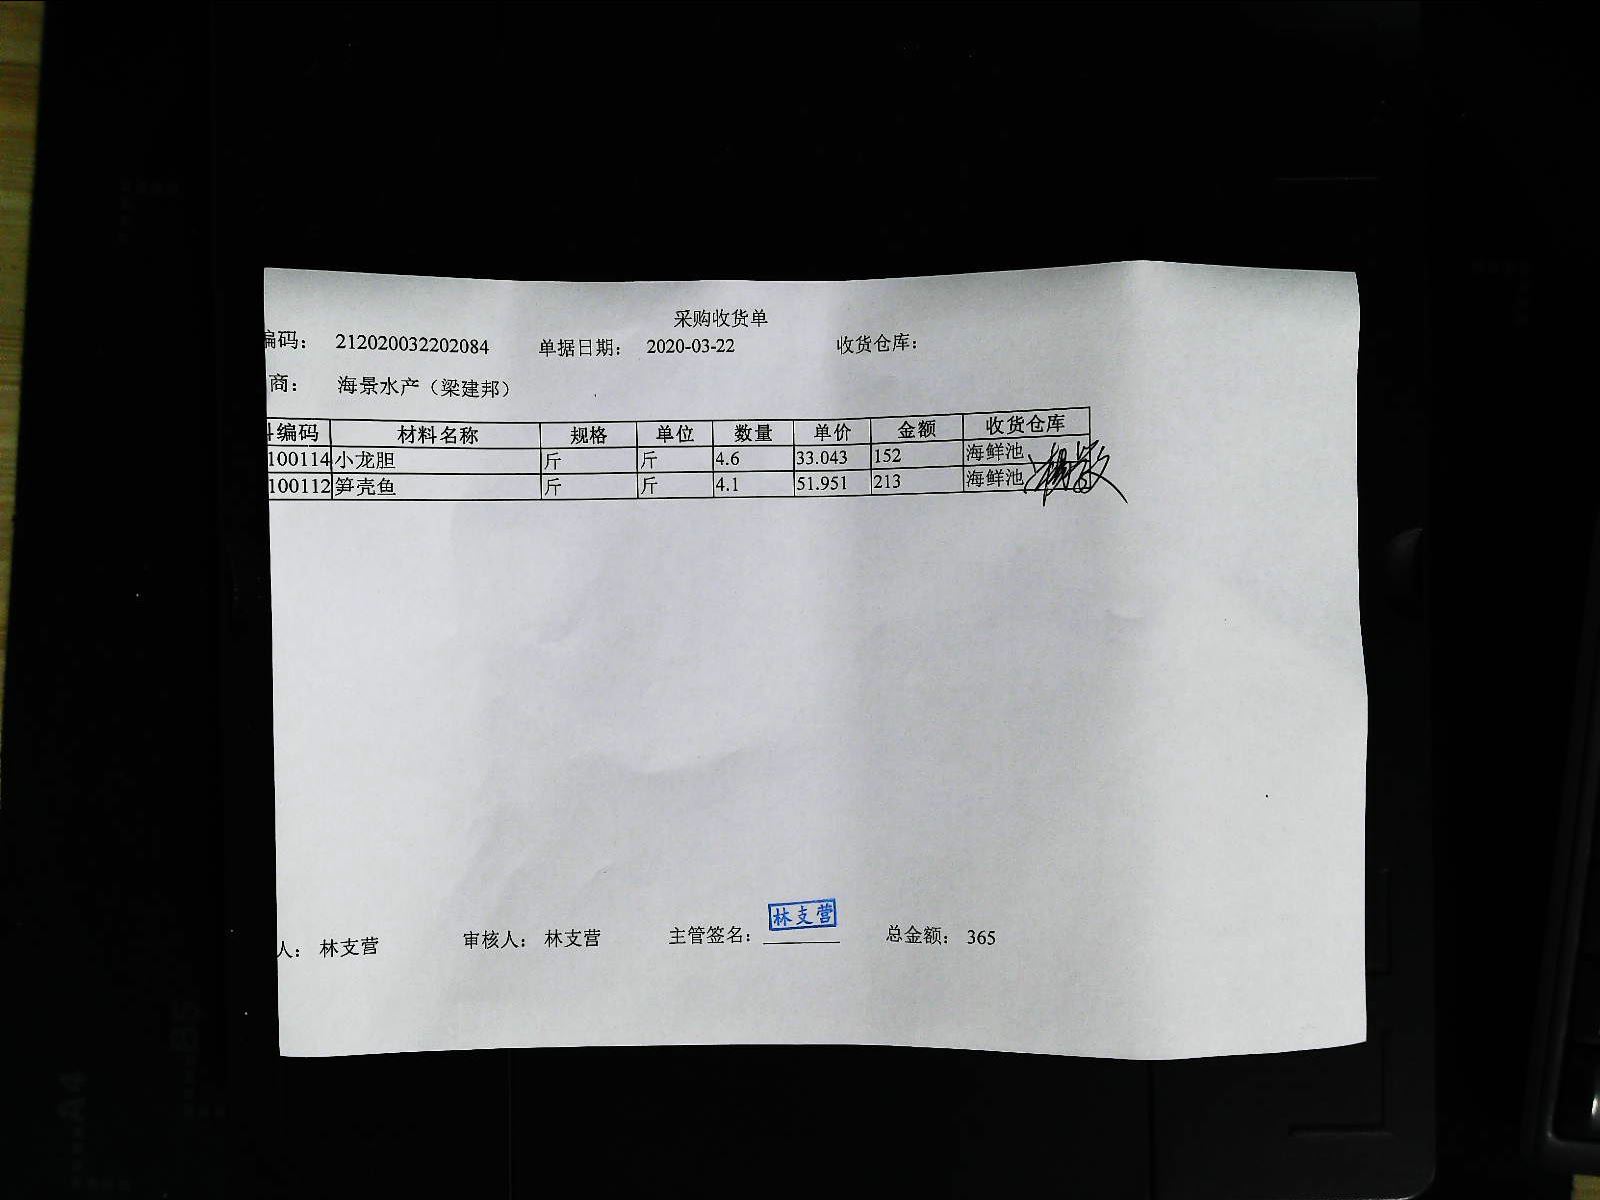 采购收货单
编码： 212020032202084 单据日期： 2020-03-22 收货仓库：
商： 海景水产（梁建邦）
编码 材料名称 规格 单位 数量 单价 金额 收货仓库
100114 小龙胆 斤 斤 4.6 33.043 152 海鲜池
100112 笋壳鱼 斤 斤 4.1 51.951 213 海鲜池
林支营
人： 林支营 审核人： 林支营 主管签名： 总金额： 365